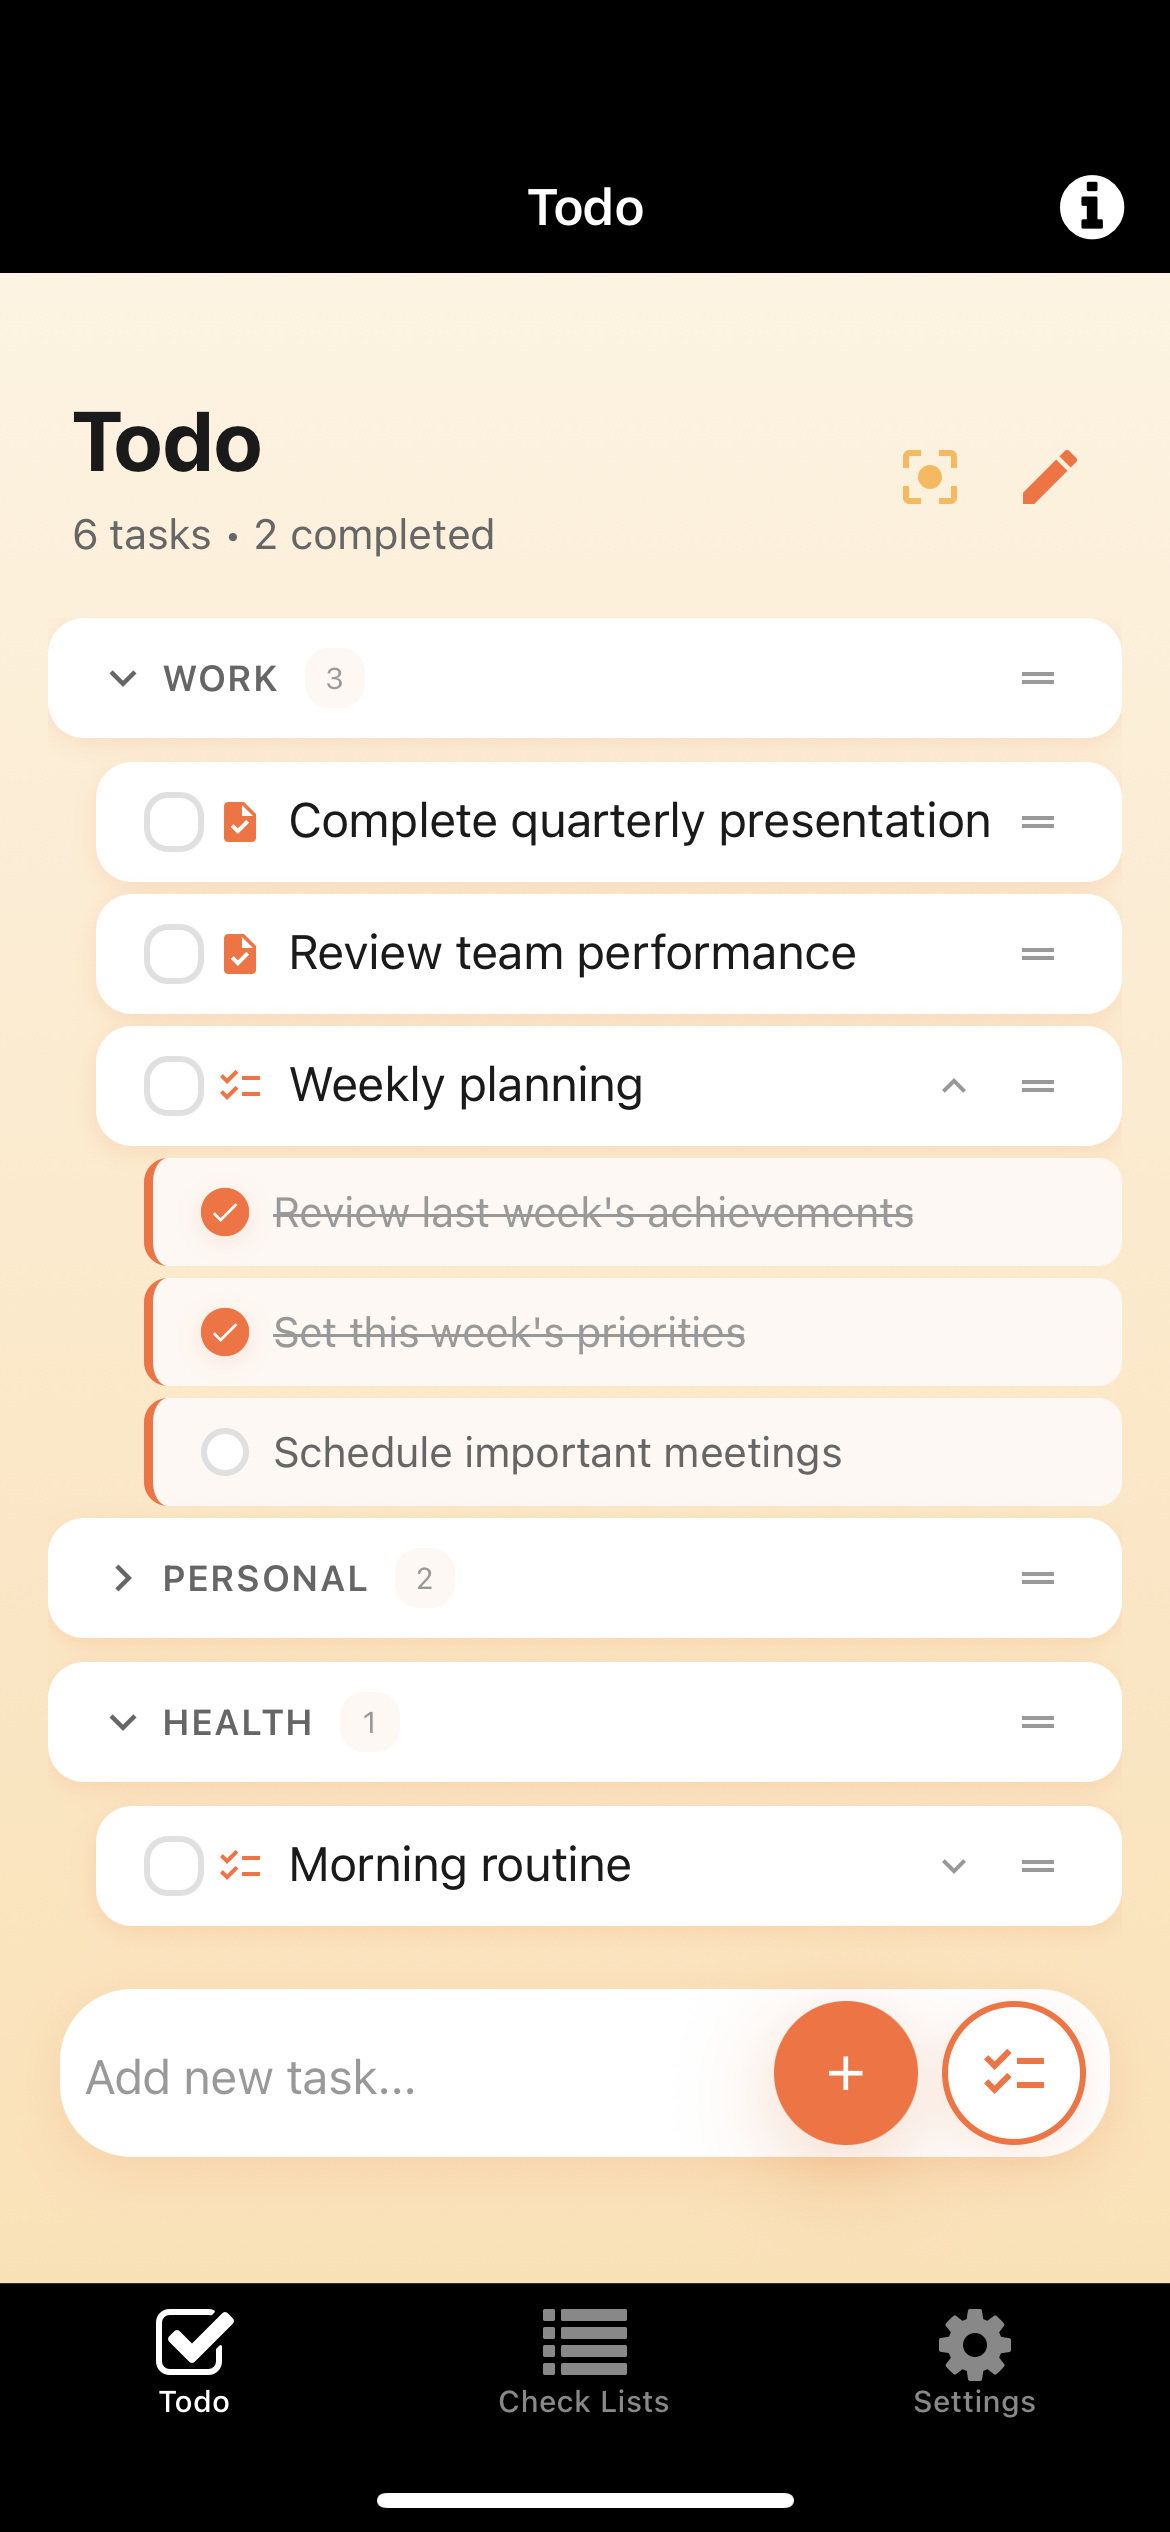 Todo
Todo
6 tasks • 2 completed
WORK 3
Complete quarterly presentation
Review team performance
Weekly planning
Review last week's achievements
Set this week's priorities
Schedule important meetings
PERSONAL 2
HEALTH 1
Morning routine
Add new task...
Todo Check Lists Settings